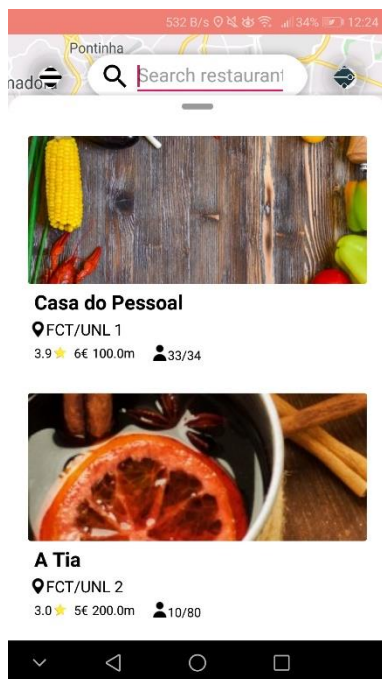 532 B/s 34% 12:24
Pontinha
nadora
Search restaurant
Casa do Pessoal
FCT/UNL 1
3.9 6€ 100.0m 33/34
A Tia
FCT/UNL 2
3.0 5€ 200.0m 10/80